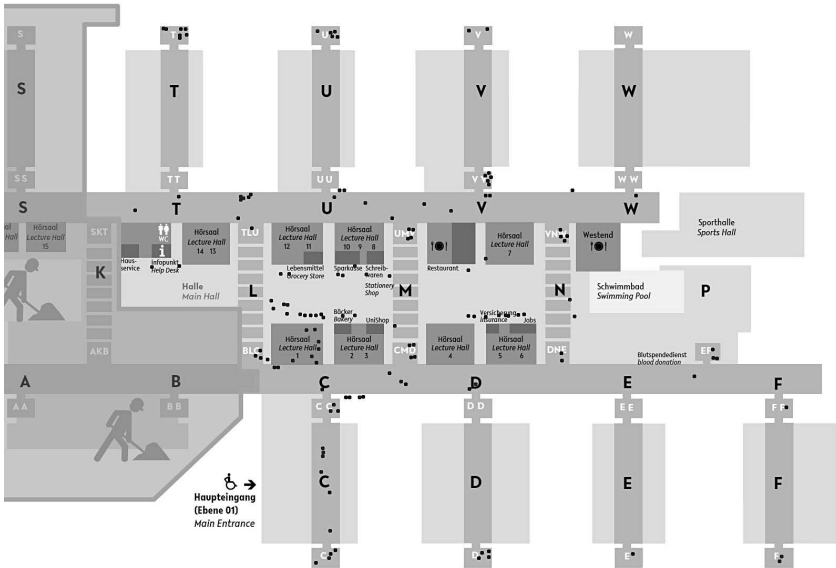 S
T
U
V
W
S
T
U
V
W
SS
TT
UU
V
WW
S
T
U
V
W
Hörsaal
Lecture Hall
15
SKT
WC
Haus-
service
Infopunkt
Help Desk
Hörsaal
Lecture Hall
14 13
TLU
Hörsaal
Lecture Hall
12 11
Hörsaal
Lecture Hall
10 9 8
Lebensmittel
Grocery Store
Sparkasse
Schreib-
waren
Stationery
Shop
Restaurant
Hörsaal
Lecture Hall
7
Westend
Sporthalle
Sports Hall
K
Halle
Main Hall
L
M
N
Schwimmbad
Swimming Pool
P
Bäcker
Bakery
UniShop
Versicherung
Insurance
Jobs
Hörsaal
Lecture Hall
1
Hörsaal
Lecture Hall
2 3
Hörsaal
Lecture Hall
4
Hörsaal
Lecture Hall
5 6
AKB
CMD
DNE
Blutspendedienst
blood donation
A
B
C
D
E
F
AA
BB
DD
EE
FF
C
D
E
F
Haupteingang
(Ebene 01)
Main Entrance
C
D
E
F